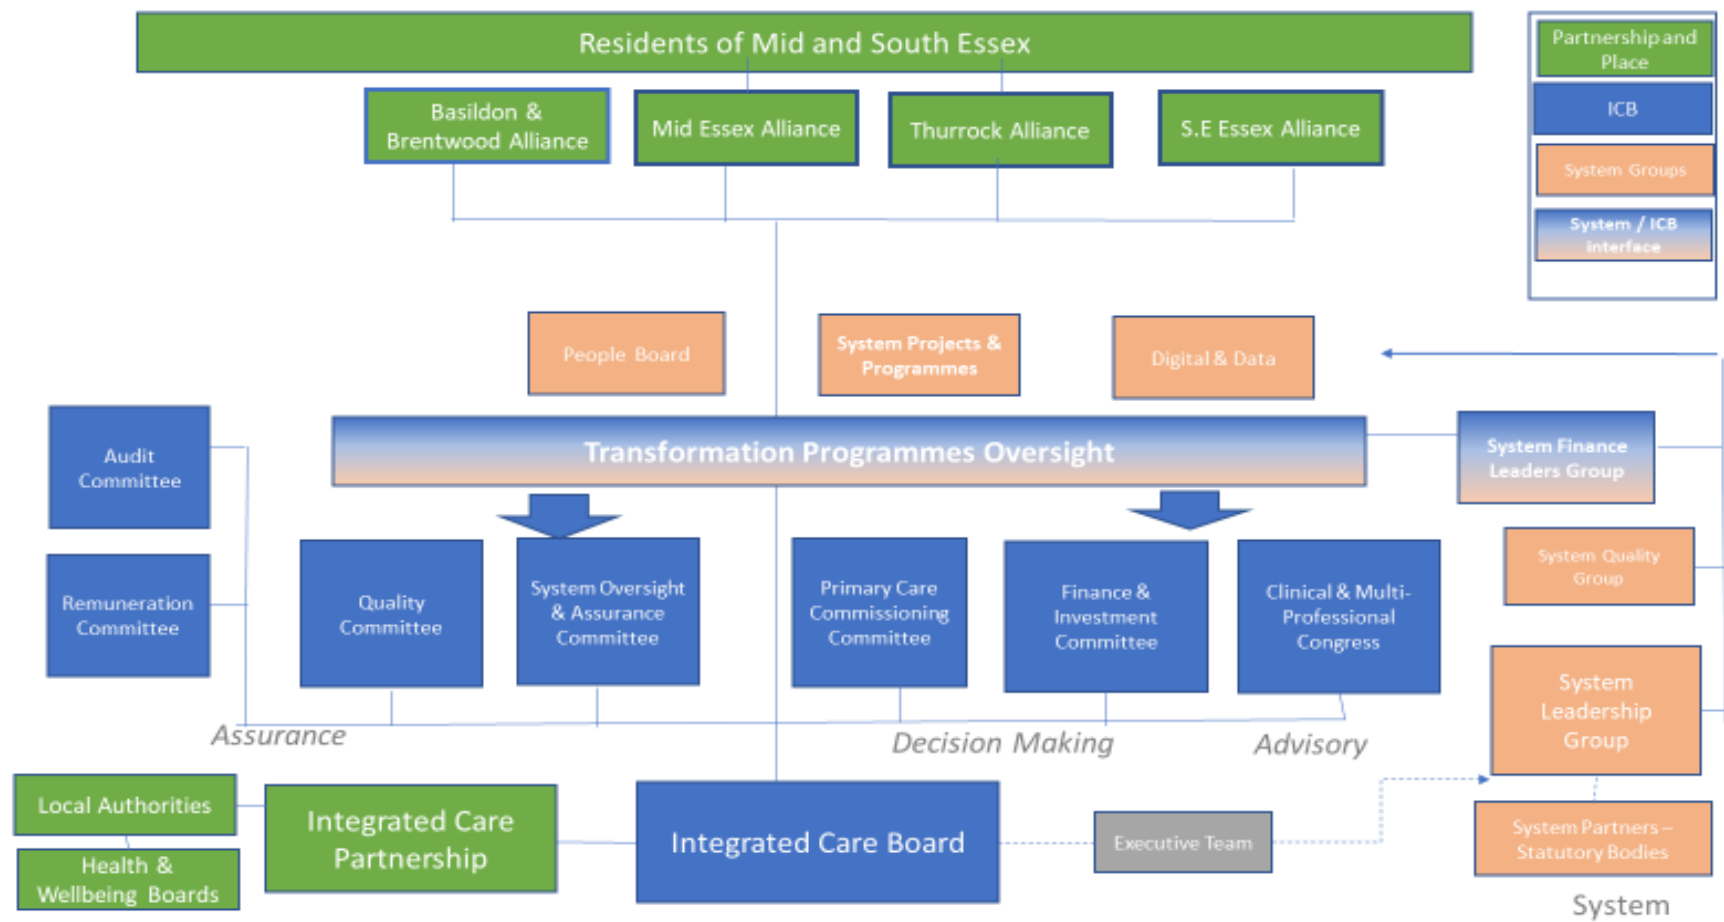 Residents of Mid and South Essex
Partnership and
Place
ICB
System Groups
System / ICB
interface
Basildon &
Brentwood Alliance
Mid Essex Alliance
Thurrock Alliance
S.E Essex Alliance
People Board
System Projects &
Programmes
Digital & Data
Audit
Committee
Transformation Programmes Oversight
System Finance
Leaders Group
Remuneration
Committee
Quality
Committee
System Oversight
& Assurance
Committee
Primary Care
Commissioning
Committee
Finance &
Investment
Committee
Clinical & Multi-
Professional
Congress
System Quality
Group
System
Leadership
Group
Assurance
Decision Making
Advisory
Local Authorities
Health &
Wellbeing Boards
Integrated Care
Partnership
Integrated Care Board
Executive Team
System Partners –
Statutory Bodies
System